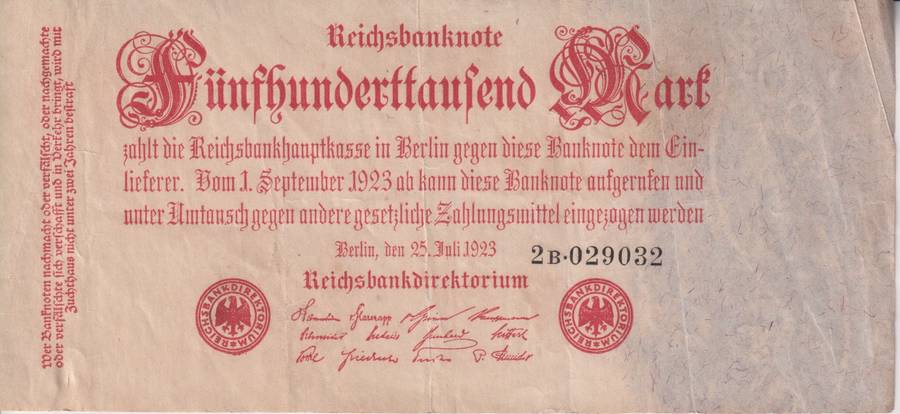 Reichsbanknote
Fünfhunderttausend Mark
zahlt die Reichsbankhauptkasse in Berlin gegen diese Banknote dem Ein-
lieferer. Vom 1. September 1923 ab kann diese Banknote aufgerufen und
unter Umtausch gegen andere gesetzliche Zahlungsmittel eingezogen werden
Berlin, den 25. Juli 1923
2B·029032
Reichsbankdirektorium
REICHSBANKDIREKTORIUM
REICHSBANKDIREKTORIUM
Wer Banknoten nachmacht oder verfälscht, oder nachgemachte
oder verfälschte sich verschafft und in Verkehr bringt, wird mit
Zuchthaus nicht unter zwei Jahren bestraft